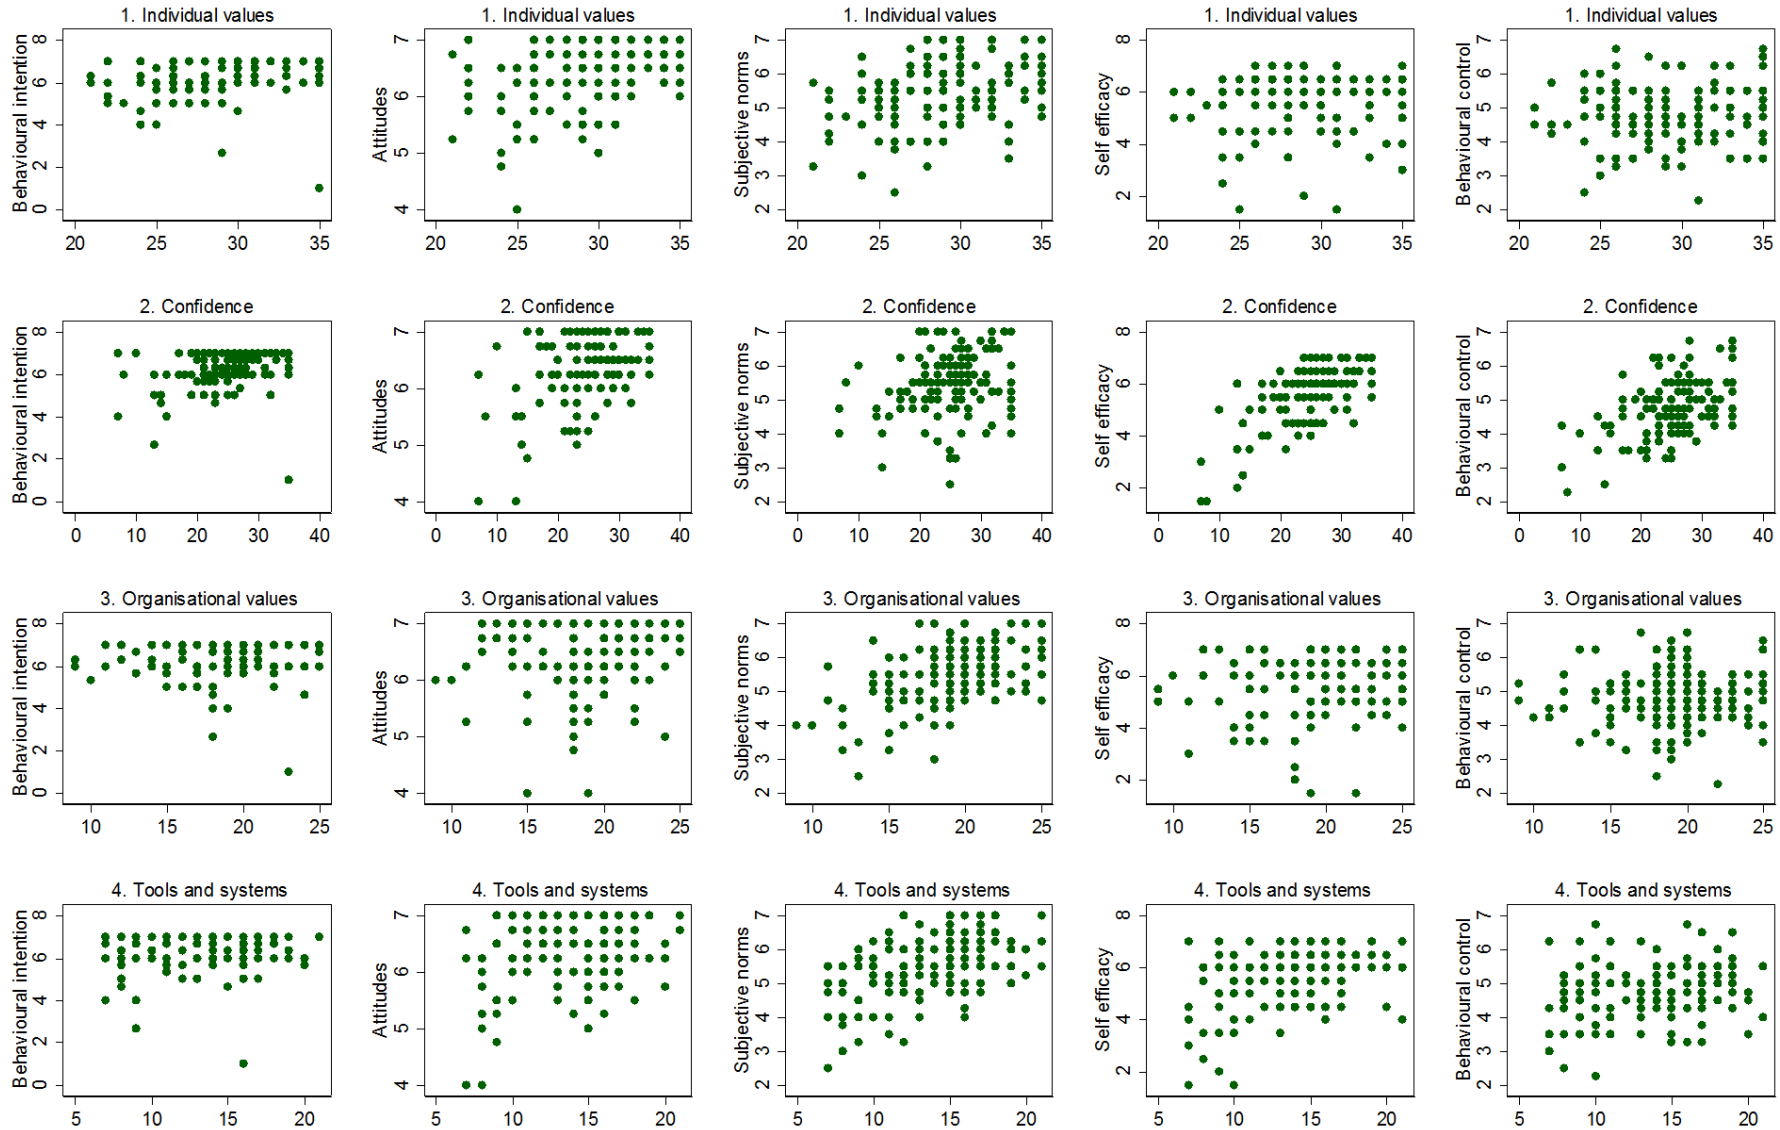 1. Individual values
1. Individual values
1. Individual values
1. Individual values
1. Individual values
Behavioural intention
0 2 4 6 8
20 25 30 35
Attitudes
4 5 6 7
20 25 30 35
Subjective norms
2 3 4 5 6 7
20 25 30 35
Self efficacy
2 4 6 8
20 25 30 35
Behavioural control
2 3 4 5 6 7
20 25 30 35
2. Confidence
2. Confidence
2. Confidence
2. Confidence
2. Confidence
Behavioural intention
0 2 4 6 8
0 10 20 30 40
Attitudes
4 5 6 7
0 10 20 30 40
Subjective norms
2 3 4 5 6 7
0 10 20 30 40
Self efficacy
2 4 6 8
0 10 20 30 40
Behavioural control
2 3 4 5 6 7
0 10 20 30 40
3. Organisational values
3. Organisational values
3. Organisational values
3. Organisational values
3. Organisational values
Behavioural intention
0 2 4 6 8
10 15 20 25
Attitudes
4 5 6 7
10 15 20 25
Subjective norms
2 3 4 5 6 7
10 15 20 25
Self efficacy
2 4 6 8
10 15 20 25
Behavioural control
2 3 4 5 6 7
10 15 20 25
4. Tools and systems
4. Tools and systems
4. Tools and systems
4. Tools and systems
4. Tools and systems
Behavioural intention
0 2 4 6 8
5 10 15 20
Attitudes
4 5 6 7
5 10 15 20
Subjective norms
2 3 4 5 6 7
5 10 15 20
Self efficacy
2 4 6 8
5 10 15 20
Behavioural control
2 3 4 5 6 7
5 10 15 20